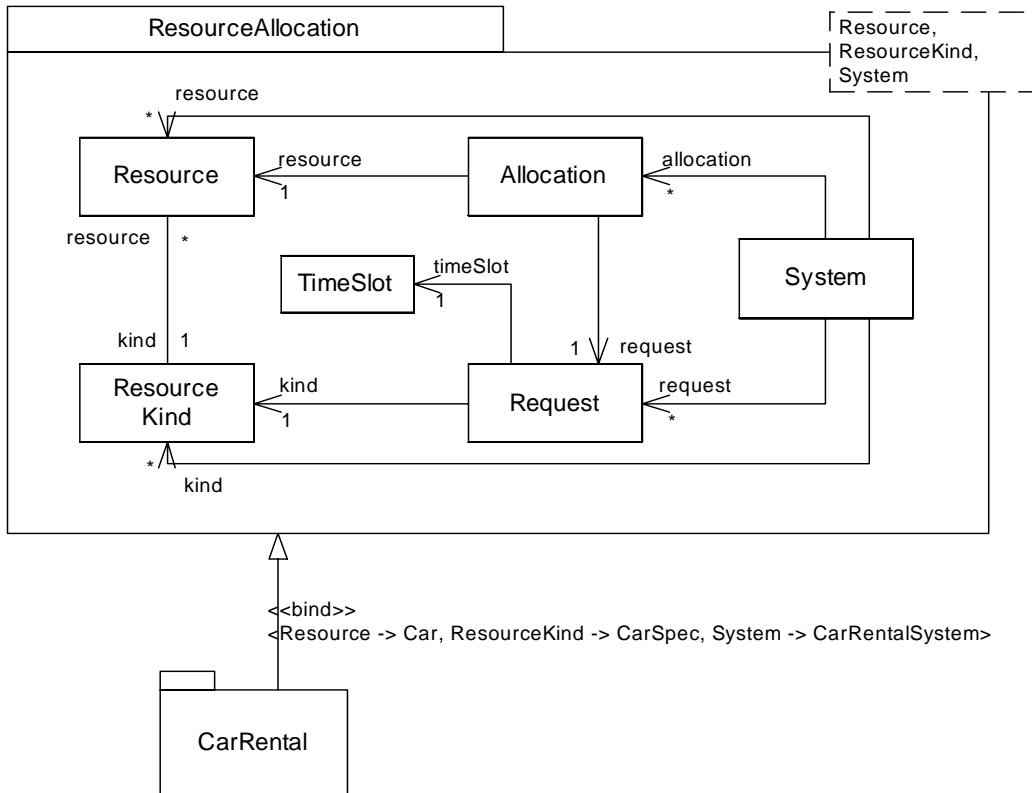 ResourceAllocation
Resource,
ResourceKind,
System
resource
*
resource
allocation
Resource
Allocation
1
*
resource
*
timeSlot
TimeSlot
System
1
kind
1
1
request
Resource
Kind
kind
request
Request
1
*
*
kind
<<bind>>
<Resource -> Car, ResourceKind -> CarSpec, System -> CarRentalSystem>
CarRental